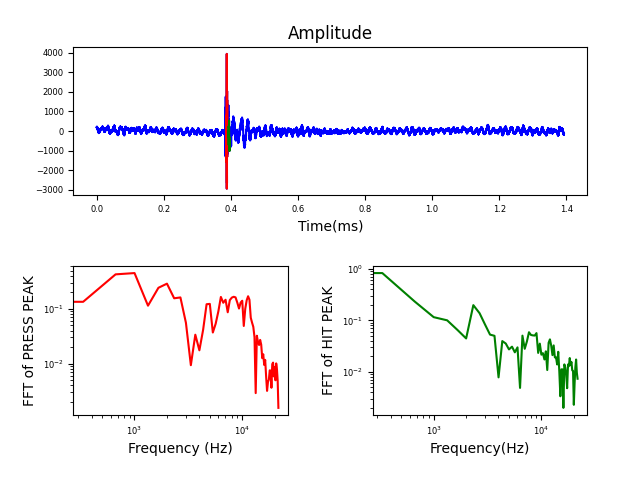 Amplitude
4000
3000
2000
1000
0
−1000
−2000
−3000
0.0 0.2 0.4 0.6 0.8 1.0 1.2 1.4
Time(ms)
FFT of PRESS PEAK
10⁻¹
10⁻²
10³ 10⁴
Frequency (Hz)
FFT of HIT PEAK
10⁰
10⁻¹
10⁻²
10³ 10⁴
Frequency(Hz)